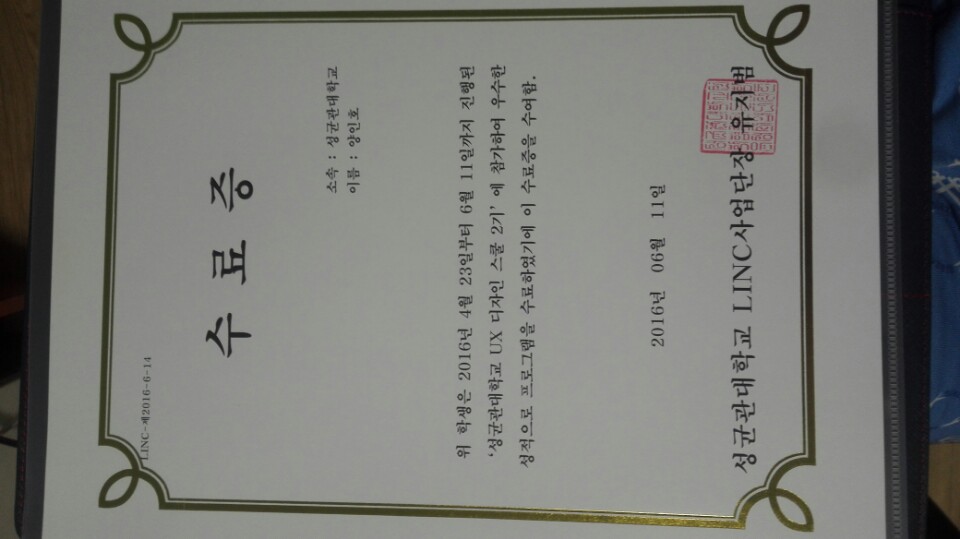 LINC-제2016-6-14
수 료 증
소속 : 성균관대학교
이름 : 양인호
위 학생은 2016년 4월 23일부터 6월 11일까지 진행된
‘성균관대학교 UX 디자인 스쿨 2기’에 참가하여 우수한
성적으로 프로그램을 수료하였기에 이 수료증을 수여함.
2016년 06월 11일
성균관대학교 LINC사업단장 유지범